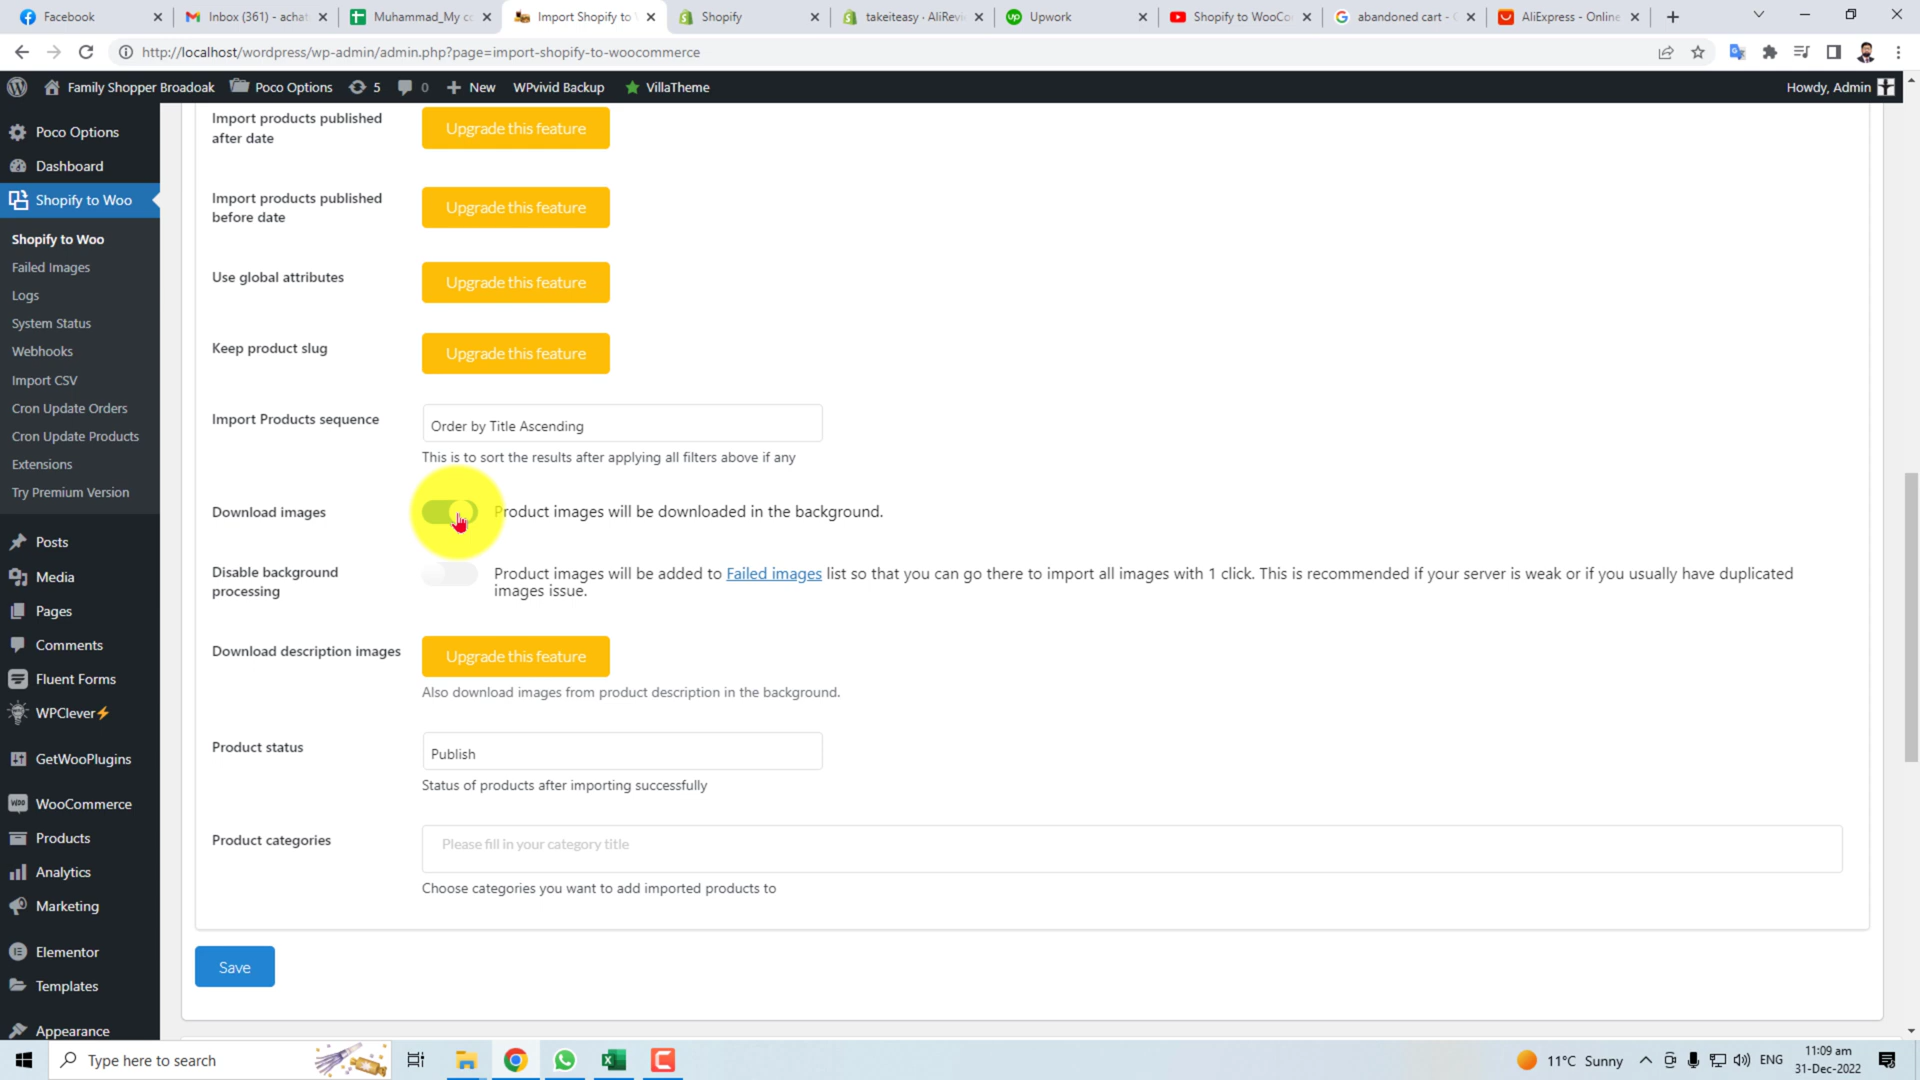 Facebook
Inbox (361) - achat
Muhammad_My co
Import Shopify to
Shopify
takeiteasy · AliRevi
Upwork
Shopify to WooCo
abandoned cart - G
AliExpress - Online
http://localhost/wordpress/wp-admin/admin.php?page=import-shopify-to-woocommerce
Family Shopper Broadoak
Poco Options
5
0
New
WPvivid Backup
VillaTheme
Howdy, Admin
Poco Options
Dashboard
Shopify to Woo
Shopify to Woo
Failed Images
Logs
System Status
Webhooks
Import CSV
Cron Update Orders
Cron Update Products
Extensions
Try Premium Version
Posts
Media
Pages
Comments
Fluent Forms
WPClever⚡
GetWooPlugins
WooCommerce
Products
Analytics
Marketing
Elementor
Templates
Appearance
Import products published
after date
Upgrade this feature
Import products published
before date
Upgrade this feature
Use global attributes
Upgrade this feature
Keep product slug
Upgrade this feature
Import Products sequence
Order by Title Ascending
This is to sort the results after applying all filters above if any
Download images
Product images will be downloaded in the background.
Disable background
processing
Product images will be added to Failed images list so that you can go there to import all images with 1 click. This is recommended if your server is weak or if you usually have duplicated
images issue.
Download description images
Upgrade this feature
Also download images from product description in the background.
Product status
Publish
Status of products after importing successfully
Product categories
Please fill in your category title
Choose categories you want to add imported products to
Save
Type here to search
11°C Sunny
ENG
11:09 am
31-Dec-2022